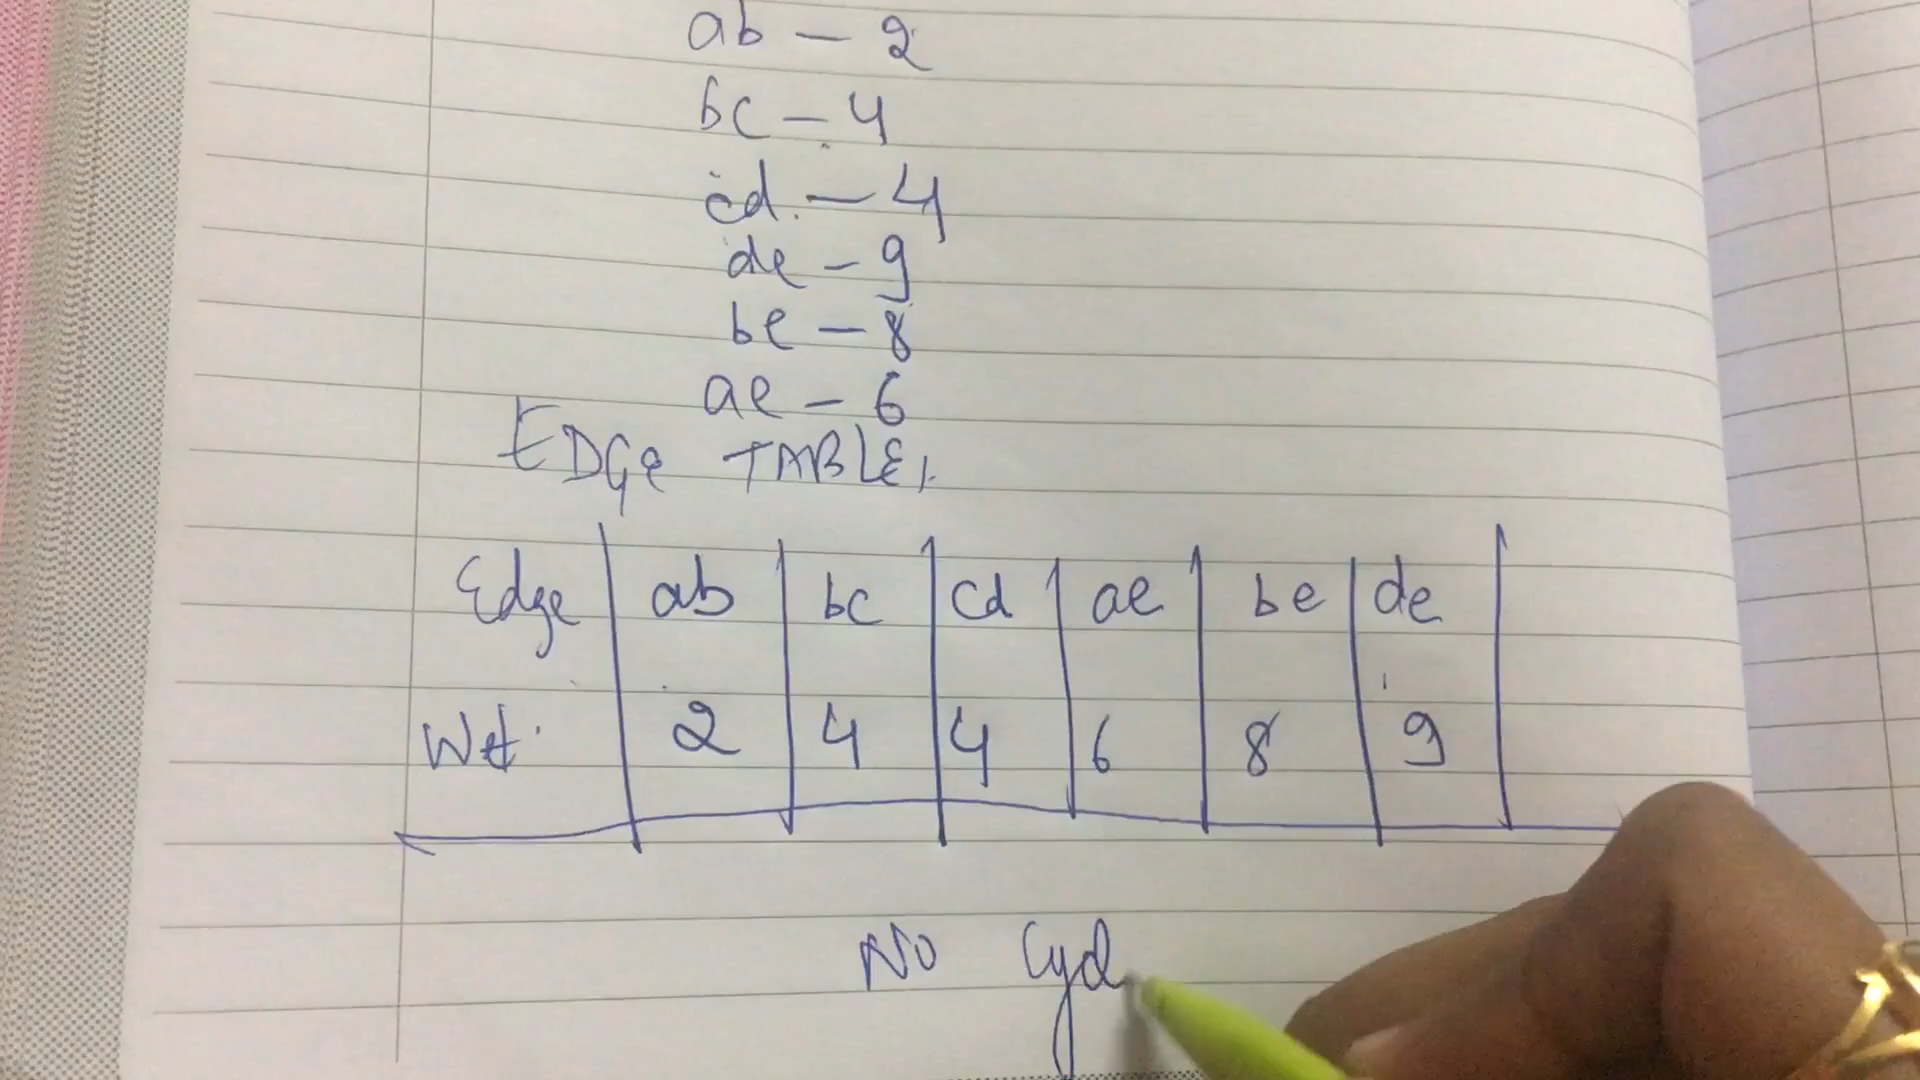 ab - 2
bc - 4
cd - 4
de - 9
be - 8
ae - 6
EDGe TABLE,
Edge ab bc cd ae be de
Wt. 2 4 4 6 8 9
No Cycl